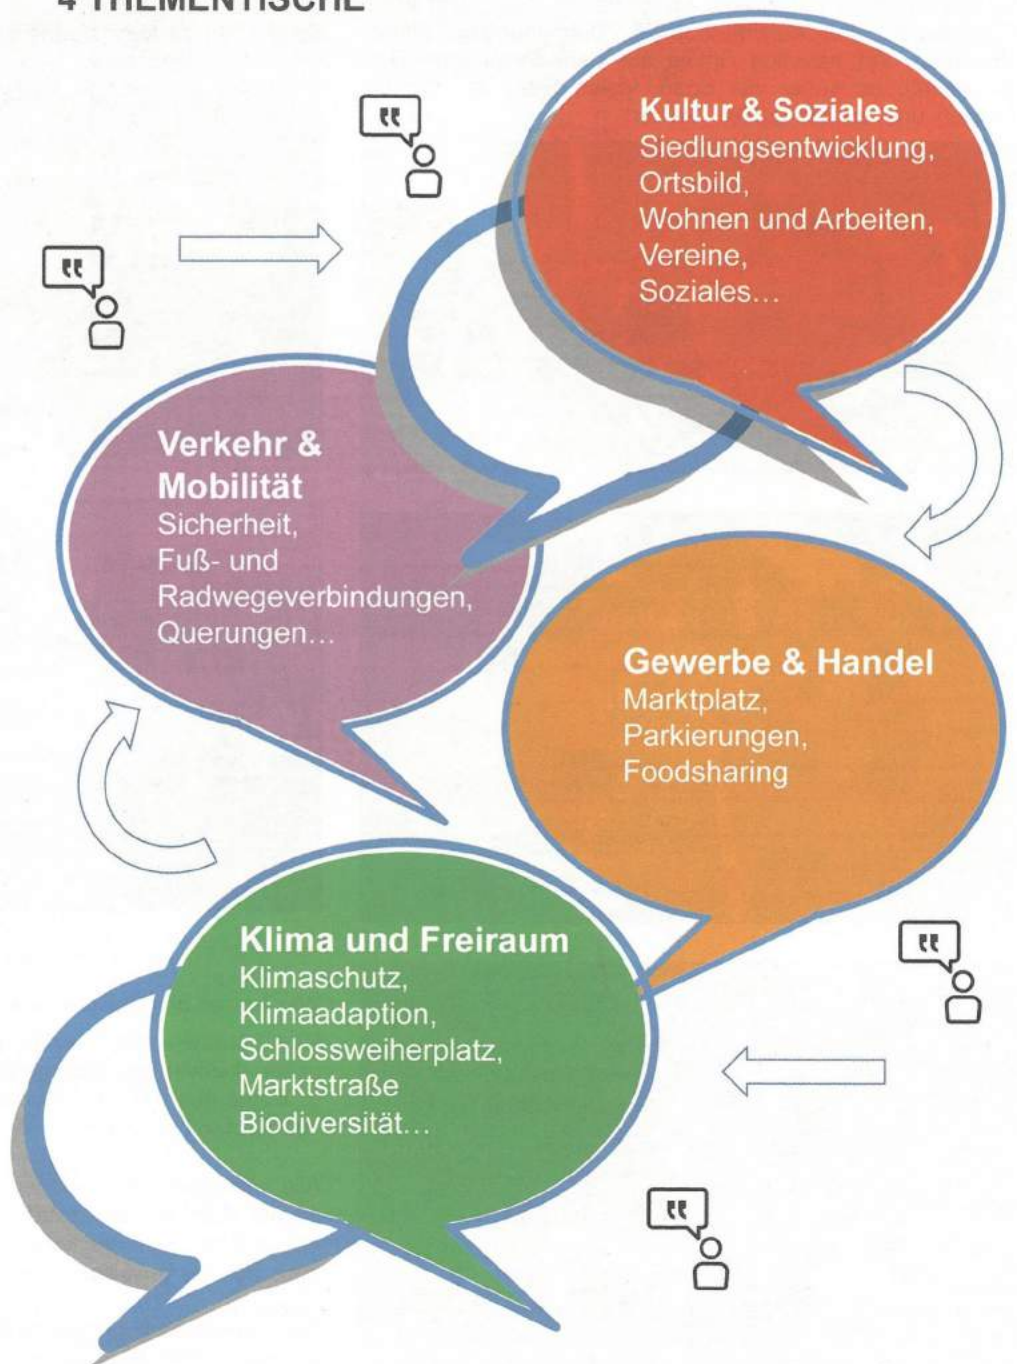 4 THEMENTISCHE
Kultur & Soziales
Siedlungsentwicklung,
Ortsbild,
Wohnen und Arbeiten,
Vereine,
Soziales...
Verkehr &
Mobilität
Sicherheit,
Fuß- und
Radwegeverbindungen,
Querungen...
Gewerbe & Handel
Marktplatz,
Parkierungen,
Foodsharing
Klima und Freiraum
Klimaschutz,
Klimaadaption,
Schlossweiherplatz,
Marktstraße
Biodiversität...